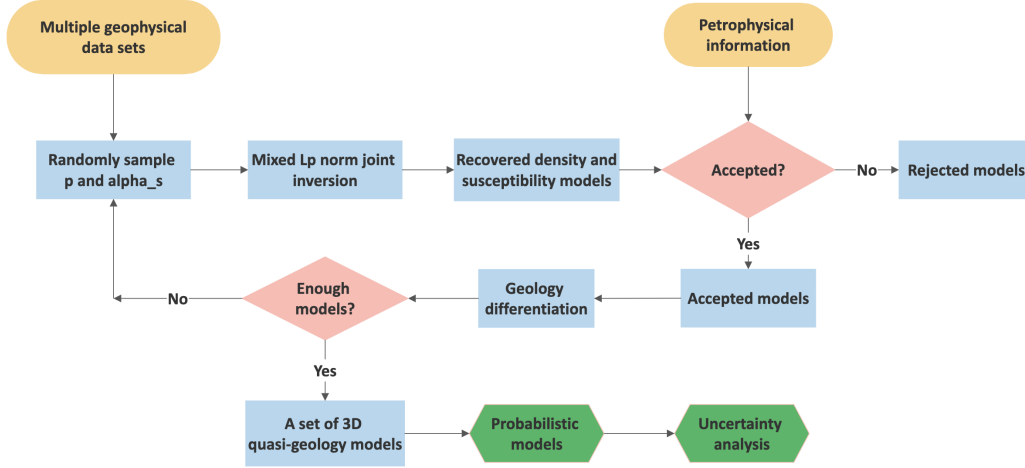 Multiple geophysical
data sets
Petrophysical
information
Randomly sample
p and alpha_s
Mixed Lp norm joint
inversion
Recovered density and
susceptibility models
Accepted?
No
Rejected models
Yes
Accepted models
Geology
differentiation
Enough
models?
No
Yes
A set of 3D
quasi-geology models
Probabilistic
models
Uncertainty
analysis